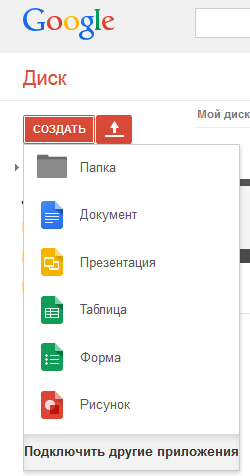 Google
Диск
СОЗДАТЬ
Мой диск
Папка
Документ
Презентация
Таблица
Форма
Рисунок
Подключить другие приложения